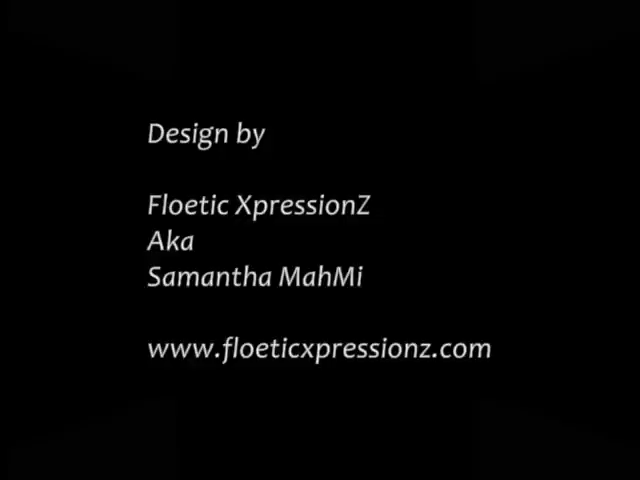 Design by
Floetic XpressionZ
Aka
Samantha MahMi
www.floeticxpressionz.com